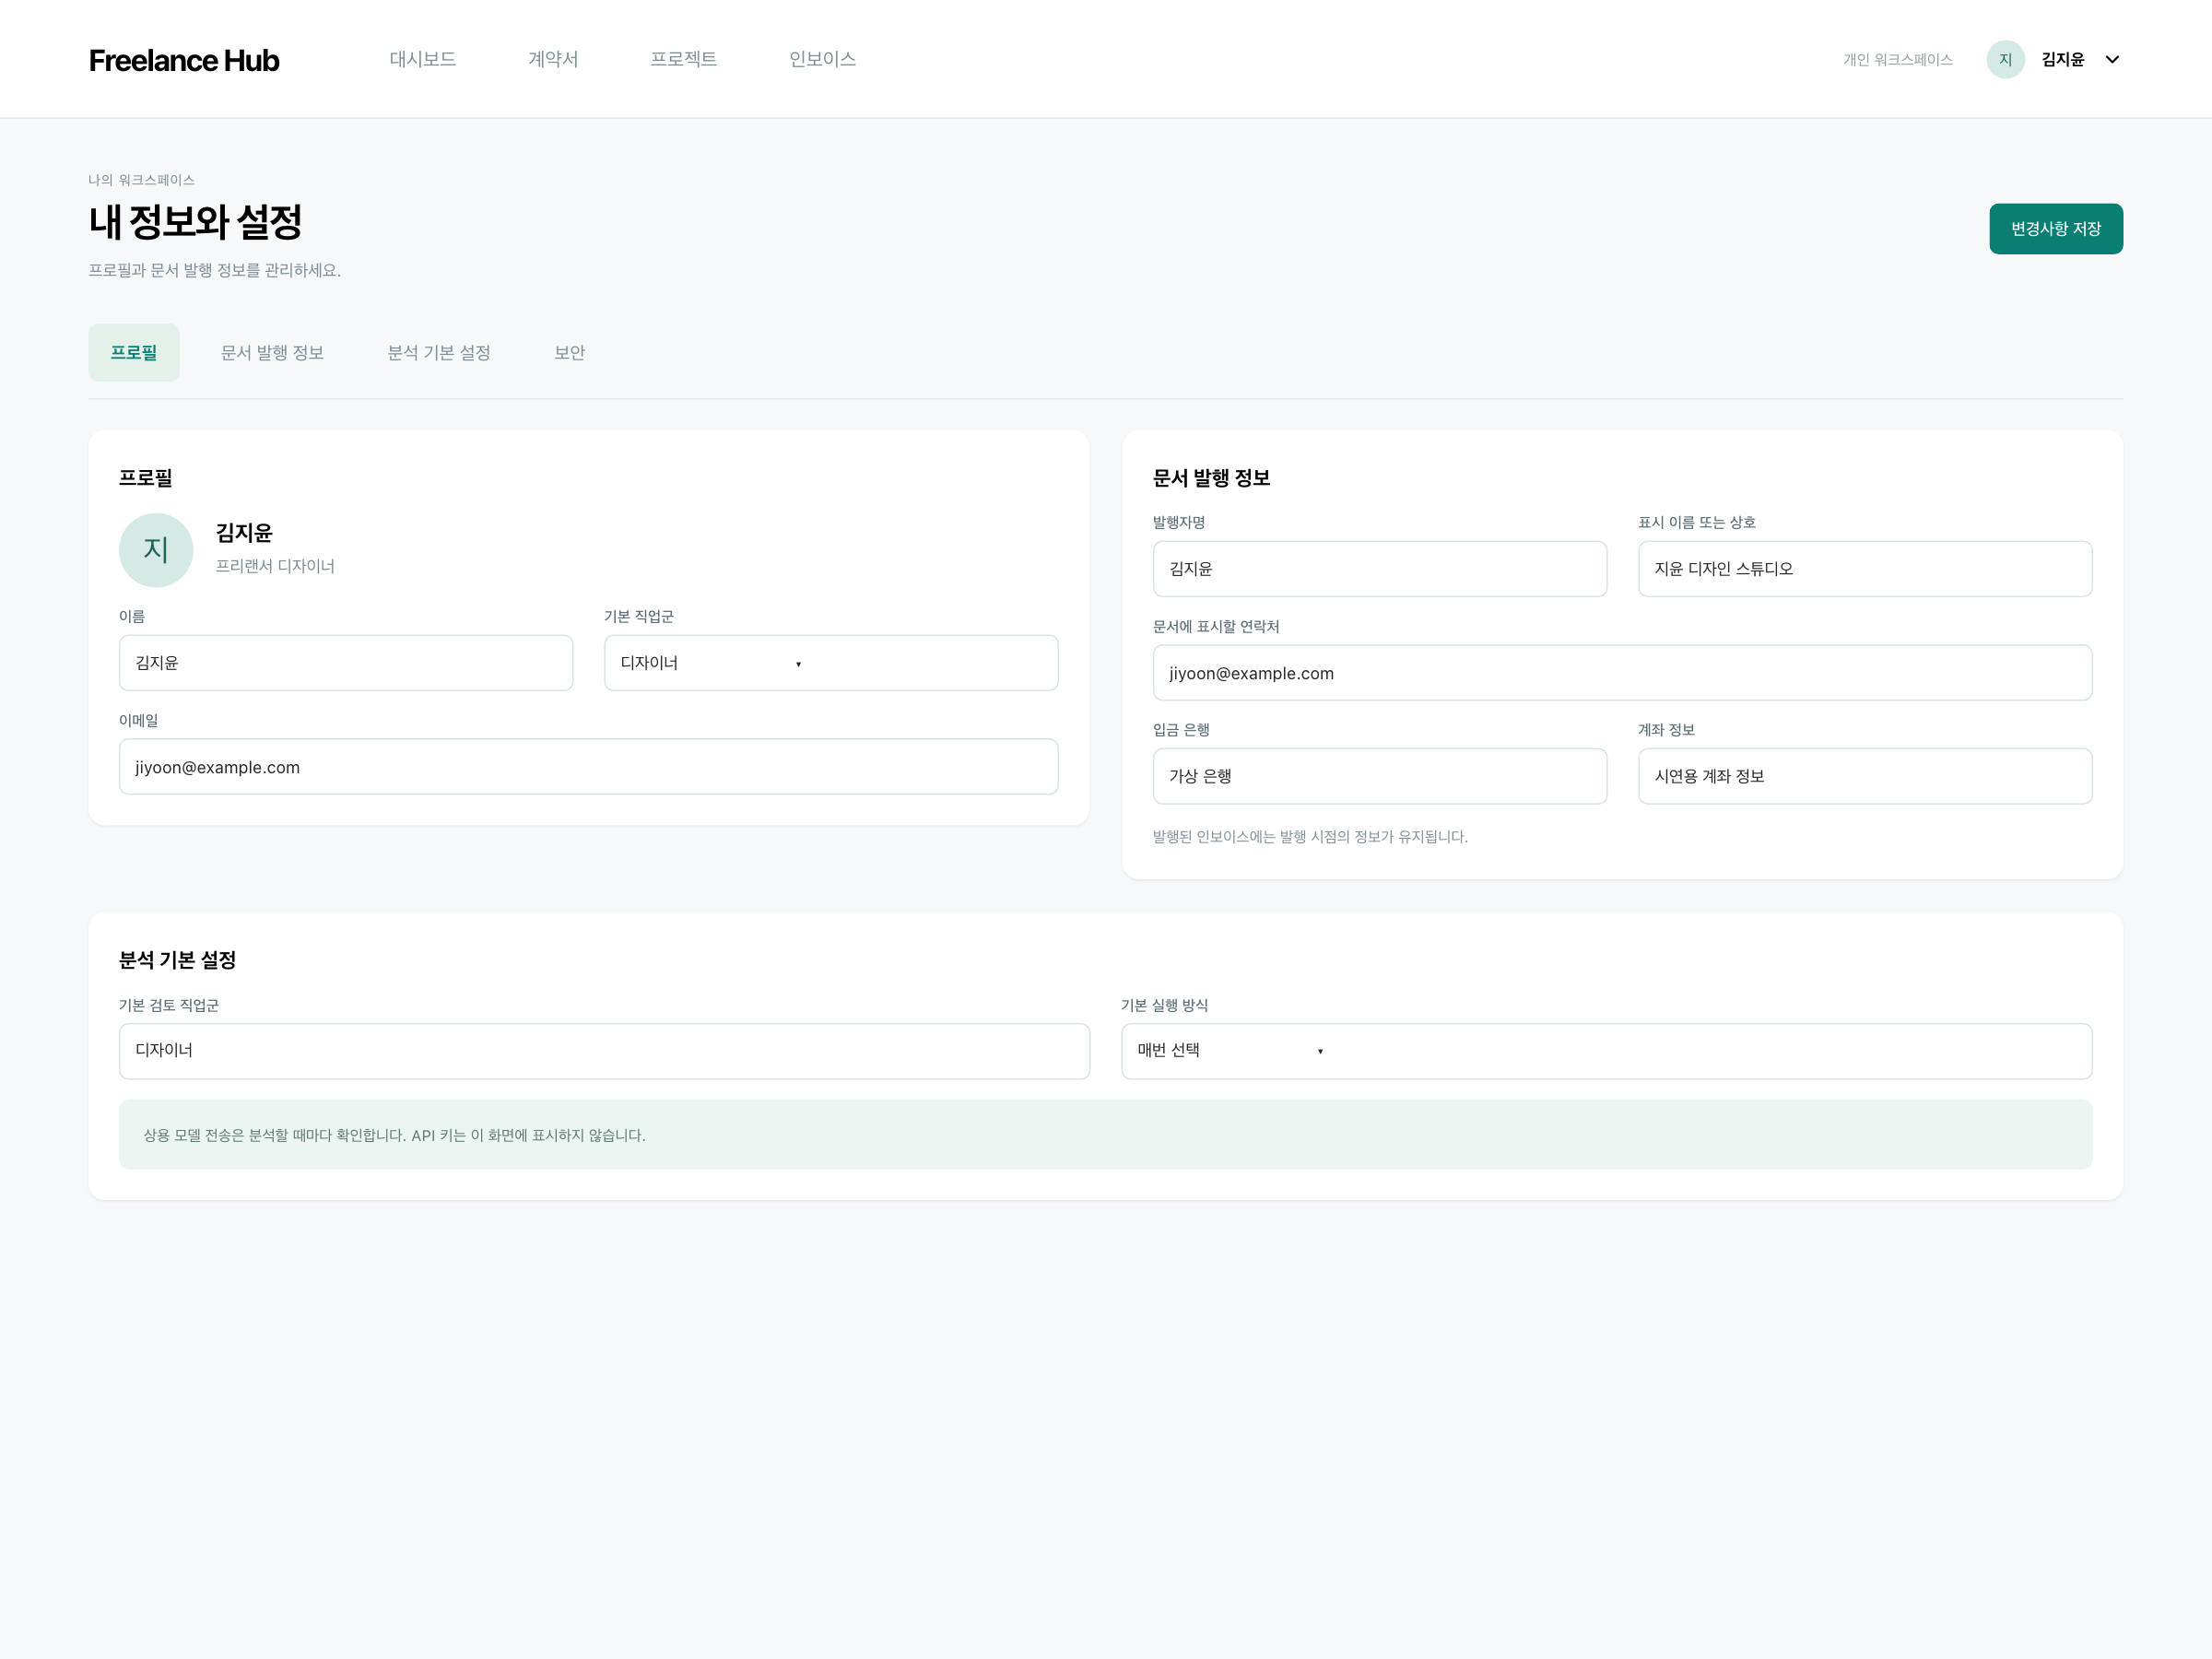 Freelance Hub 대시보드 계약서 프로젝트 인보이스 개인 워크스페이스 지 김지윤
나의 워크스페이스
내 정보와 설정
변경사항 저장
프로필과 문서 발행 정보를 관리하세요.
프로필 문서 발행 정보 분석 기본 설정 보안
프로필
지
김지윤
프리랜서 디자이너
이름
김지윤
기본 직업군
디자이너
이메일
jiyoon@example.com
문서 발행 정보
발행자명
김지윤
표시 이름 또는 상호
지윤 디자인 스튜디오
문서에 표시할 연락처
jiyoon@example.com
입금 은행
가상 은행
계좌 정보
시연용 계좌 정보
발행된 인보이스에는 발행 시점의 정보가 유지됩니다.
분석 기본 설정
기본 검토 직업군
디자이너
기본 실행 방식
매번 선택
상용 모델 전송은 분석할 때마다 확인합니다. API 키는 이 화면에 표시하지 않습니다.